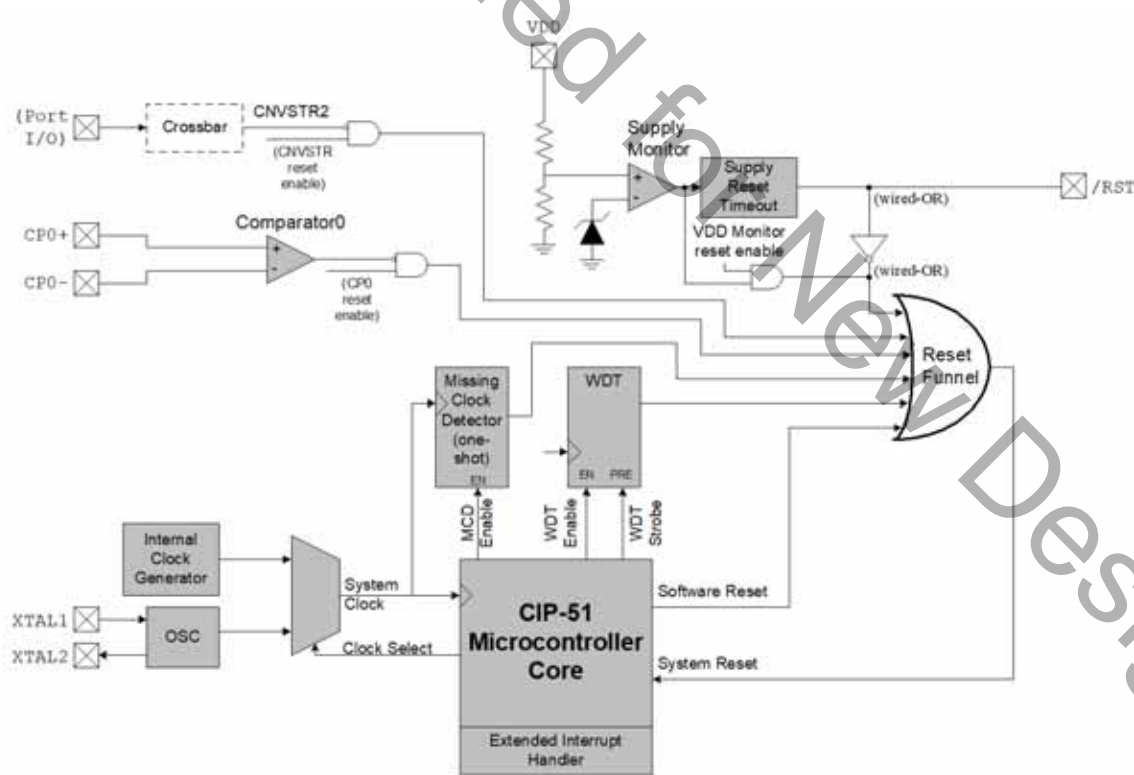 VDD
(Port
I/O)
Crossbar
CNVSTR2
(CNVSTR
reset
enable)
Supply
Monitor
Supply
Reset
Timeout
(wired-OR)
/RST
VDD Monitor
reset enable
(wired-OR)
CP0+
CP0-
Comparator0
+
-
+
-
(CP0
reset
enable)
Reset
Funnel
Missing
Clock
Detector
(one-
shot)
EN
WDT
EN
PRE
MCD
Enable
WDT
Enable
WDT
Strobe
Internal
Clock
Generator
System
Clock
XTAL1
XTAL2
OSC
Clock Select
CIP-51
Microcontroller
Core
Software Reset
System Reset
Extended Interrupt
Handler
for New Des